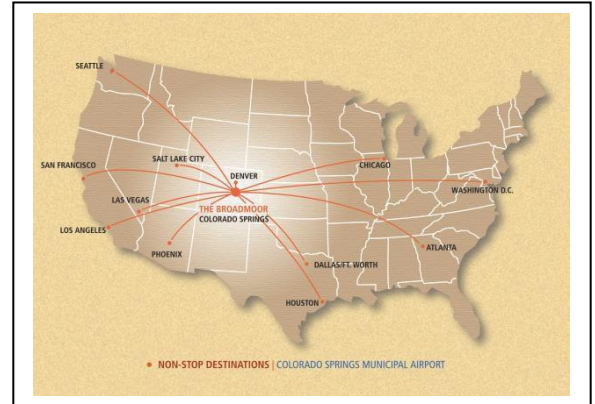 SEATTLE
SAN FRANCISCO
SALT LAKE CITY
DENVER
CHICAGO
WASHINGTON D.C.
LAS VEGAS
THE BROADMOOR
COLORADO SPRINGS
LOS ANGELES
PHOENIX
ATLANTA
DALLAS/FT. WORTH
HOUSTON
NON-STOP DESTINATIONS | COLORADO SPRINGS MUNICIPAL AIRPORT